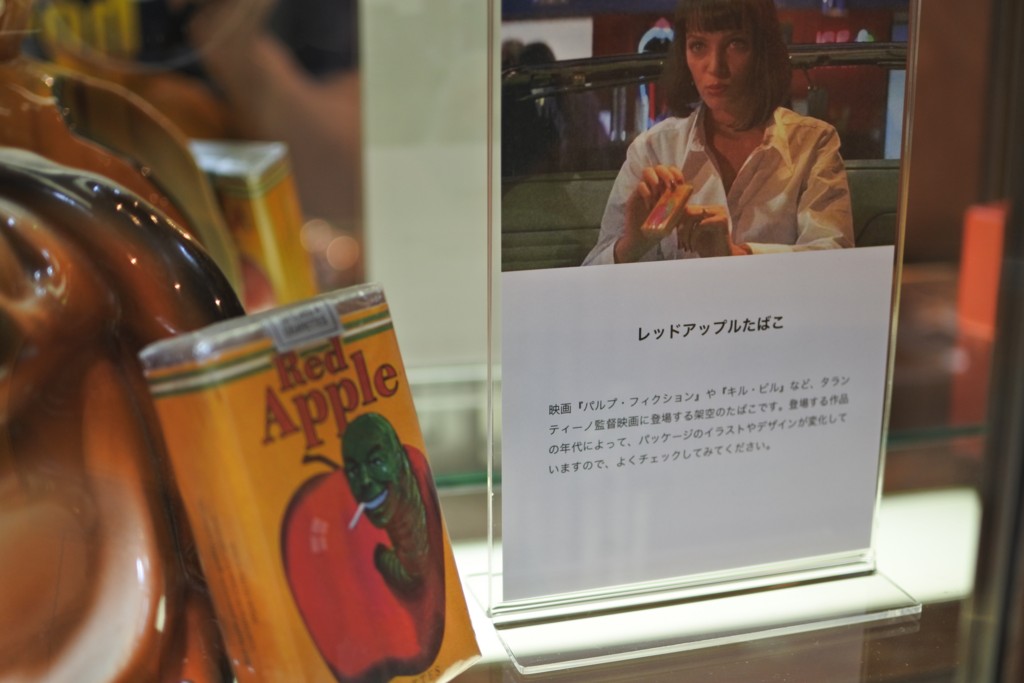 Red
Apple
レッドアップルたばこ
映画『パルプ・フィクション』や『キル・ビル』など、タラン
ティーノ監督映画に登場する架空のたばこです。登場する作品
の年代によって、パッケージのイラストやデザインが変化して
いますので、よくチェックしてみてください。